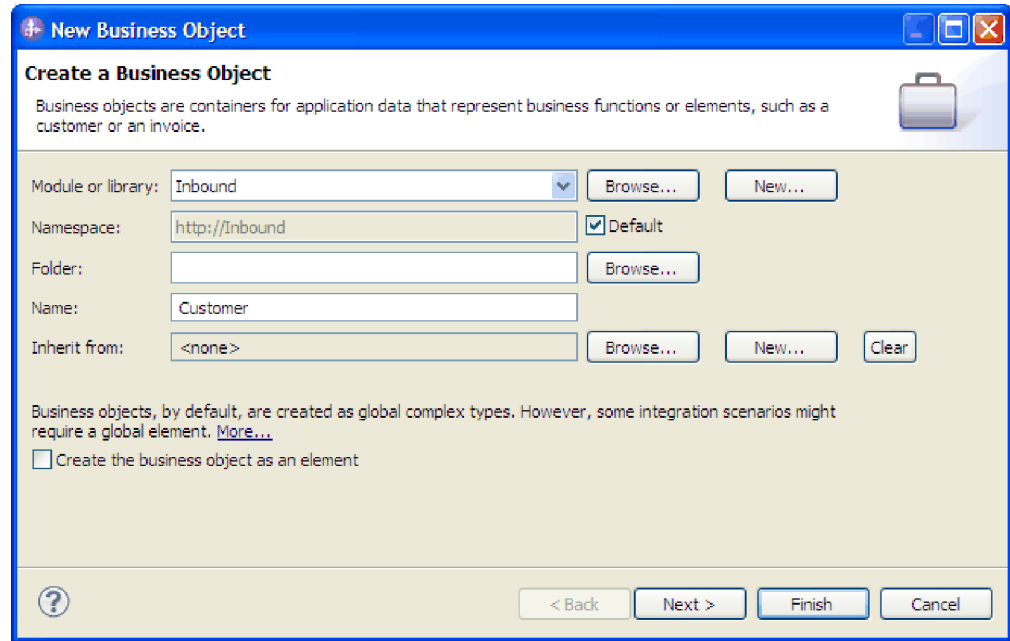 New Business Object
Create a Business Object
Business objects are containers for application data that represent business functions or elements, such as a
customer or an invoice.
Module or library: Inbound Browse... New...
Namespace: http://Inbound Default
Folder: Browse...
Name: Customer
Inherit from: <none> Browse... New... Clear
Business objects, by default, are created as global complex types. However, some integration scenarios might
require a global element. More...
Create the business object as an element
? < Back Next > Finish Cancel